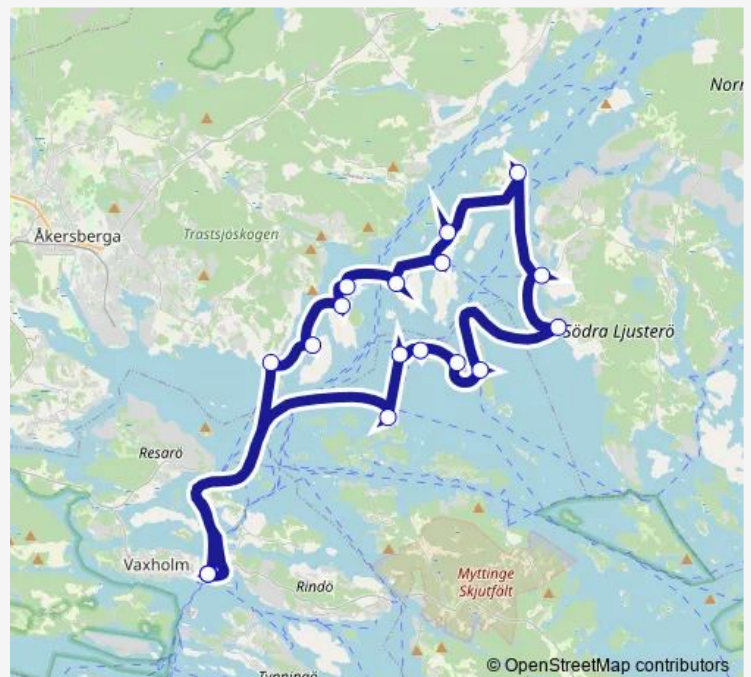 Norr
Åkersberga
Trastsjöskogen
Södra Ljusterö
Resarö
Vaxholm
Rindö
Myttinge
Skjutfält
© OpenStreetMap contributors